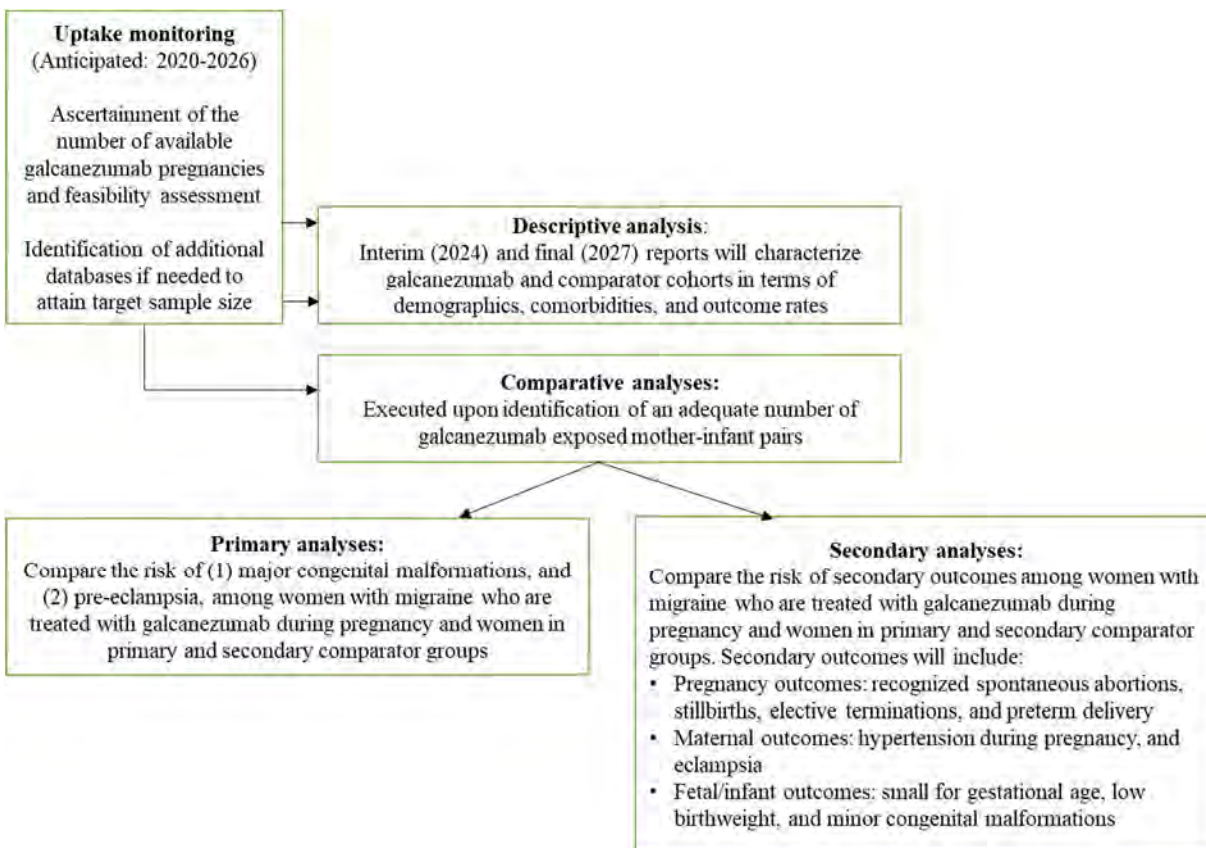 Uptake monitoring
(Anticipated: 2020-2026)
Ascertainment of the
number of available
galcanezumab pregnancies
and feasibility assessment
Identification of additional
databases if needed to
attain target sample size
Descriptive analysis:
Interim (2024) and final (2027) reports will characterize
galcanezumab and comparator cohorts in terms of
demographics, comorbidities, and outcome rates
Comparative analyses:
Executed upon identification of an adequate number of
galcanezumab exposed mother-infant pairs
Primary analyses:
Compare the risk of (1) major congenital malformations, and
(2) pre-eclampsia, among women with migraine who are
treated with galcanezumab during pregnancy and women in
primary and secondary comparator groups
Secondary analyses:
Compare the risk of secondary outcomes among women with
migraine who are treated with galcanezumab during
pregnancy and women in primary and secondary comparator
groups. Secondary outcomes will include:
• Pregnancy outcomes: recognized spontaneous abortions,
stillbirths, elective terminations, and preterm delivery
• Maternal outcomes: hypertension during pregnancy, and
eclampsia
• Fetal/infant outcomes: small for gestational age, low
birthweight, and minor congenital malformations